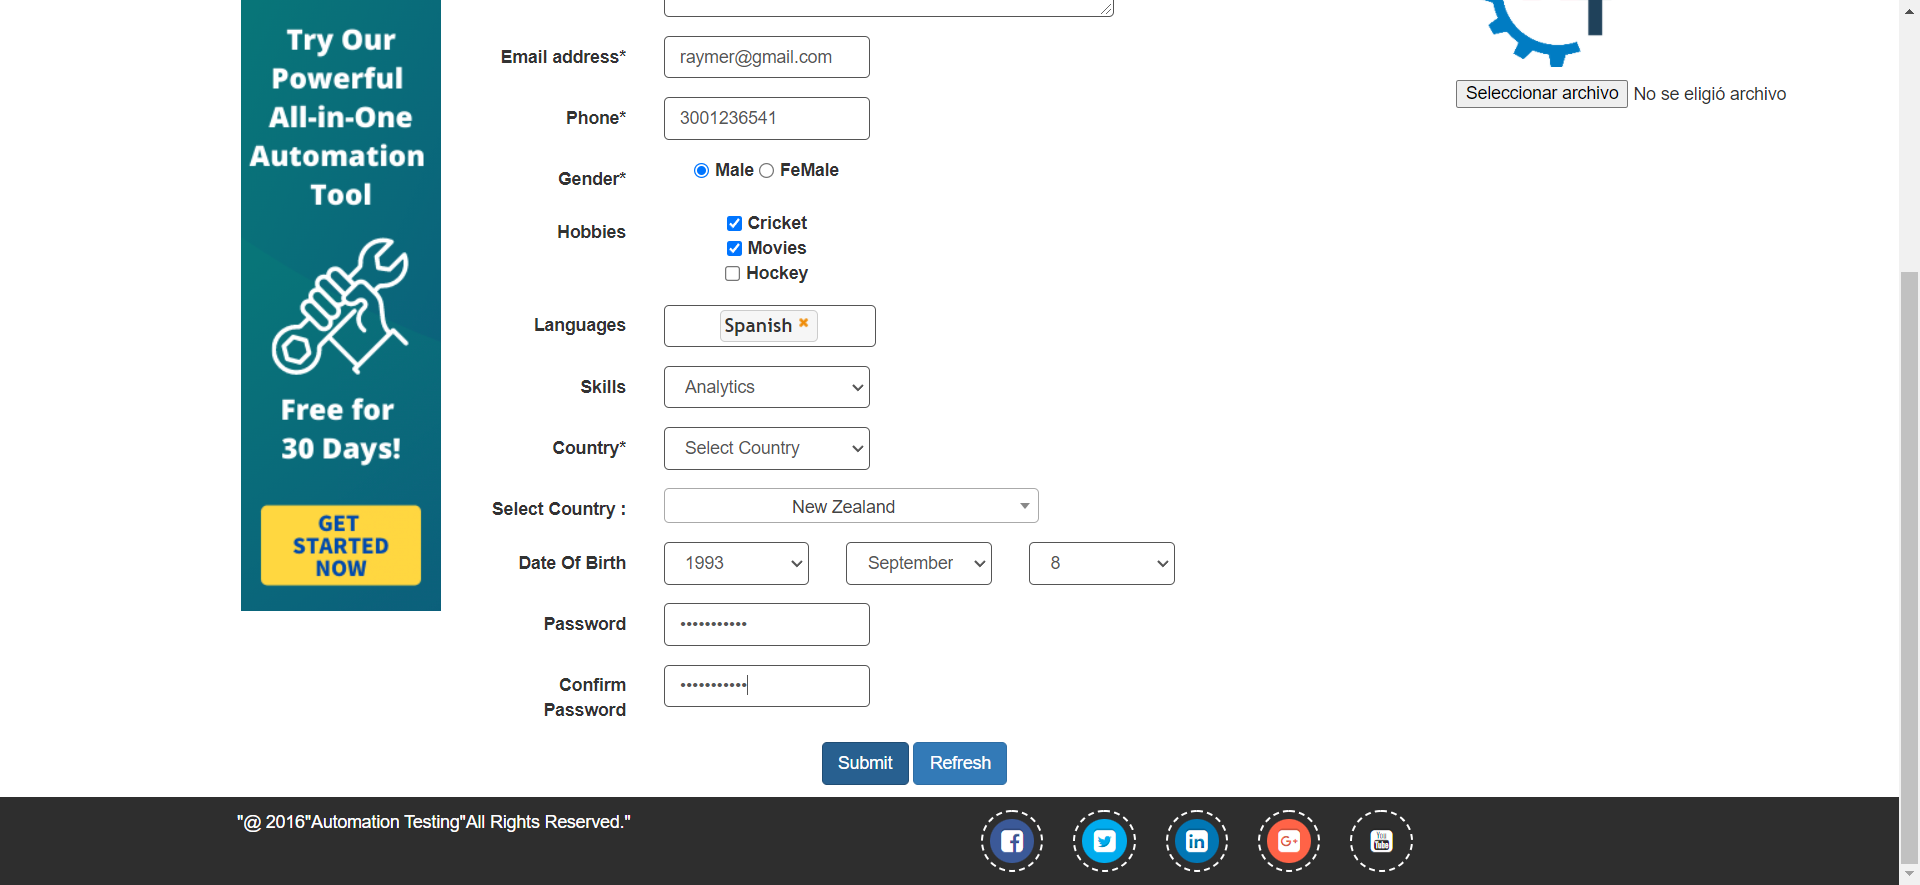 Try Our
Powerful
All-in-One
Automation
Tool
Free for
30 Days!
GET
STARTED
NOW
Email address*
raymer@gmail.com
Phone*
3001236541
Gender*
Male FeMale
Hobbies
Cricket
Movies
Hockey
Languages
Spanish
Skills
Analytics
Country*
Select Country
Select Country :
New Zealand
Date Of Birth
1993 September 8
Password
•••••••••••
Confirm
Password
•••••••••••
Submit Refresh
Seleccionar archivo No se eligió archivo
"@ 2016"Automation Testing"All Rights Reserved."
f
in
G+
You
Tube